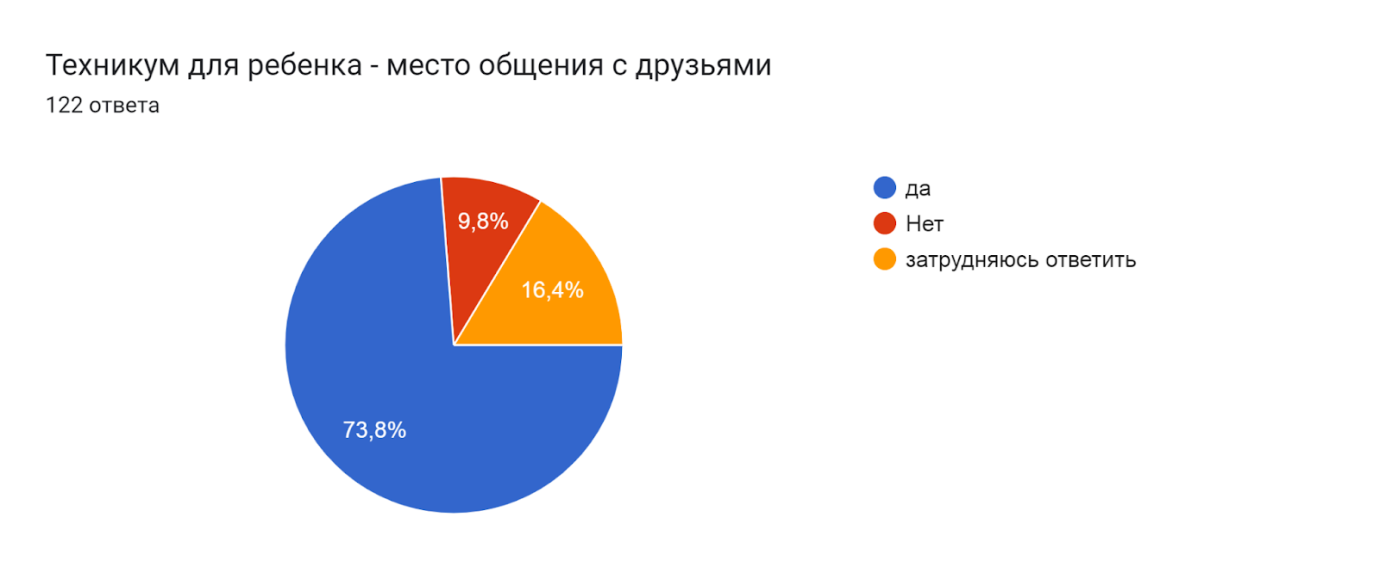 Техникум для ребенка - место общения с друзьями
122 ответа
да
Нет
затрудняюсь ответить
9,8%
16,4%
73,8%